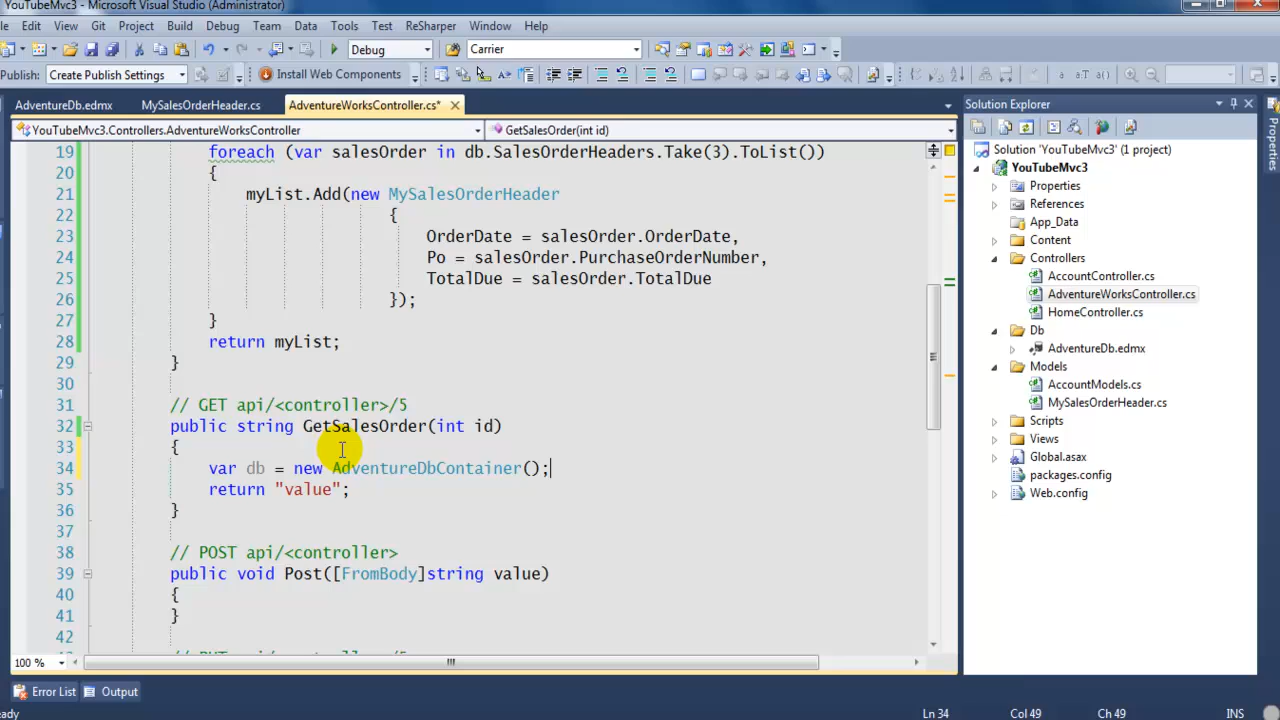 YouTubeMvc3 - Microsoft Visual Studio (Administrator)
Edit View Git Project Build Debug Team Data Tools Test ReSharper Window Help
Debug Carrier
Publish: Create Publish Settings Install Web Components
AdventureDb.edmx MySalesOrderHeader.cs AdventureWorksController.cs*
YouTubeMvc3.Controllers.AdventureWorksController GetSalesOrder(int id)
19 foreach (var salesOrder in db.SalesOrderHeaders.Take(3).ToList())
20 {
21 myList.Add(new MySalesOrderHeader
22 {
23 OrderDate = salesOrder.OrderDate,
24 Po = salesOrder.PurchaseOrderNumber,
25 TotalDue = salesOrder.TotalDue
26 });
27 }
28 return myList;
29 }
30
31 // GET api/<controller>/5
32 public string GetSalesOrder(int id)
33 {
34 var db = new AdventureDbContainer();
35 return "value";
36 }
37
38 // POST api/<controller>
39 public void Post([FromBody]string value)
40 {
41 }
42
100 %
Error List Output
Ln 34 Col 49 Ch 49 INS
Solution Explorer
Solution 'YouTubeMvc3' (1 project)
YouTubeMvc3
Properties
References
App_Data
Content
Controllers
AccountController.cs
AdventureWorksController.cs
HomeController.cs
Db
AdventureDb.edmx
Models
AccountModels.cs
MySalesOrderHeader.cs
Scripts
Views
Global.asax
packages.config
Web.config
Properties